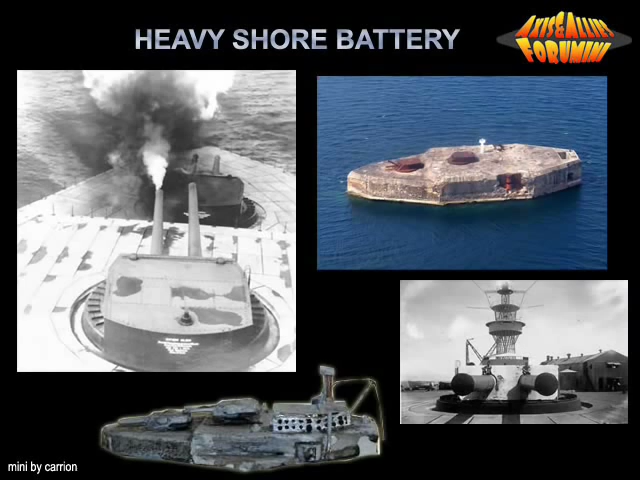 HEAVY SHORE BATTERY
AXIS&ALLIES
FORUMINI
mini by carrion